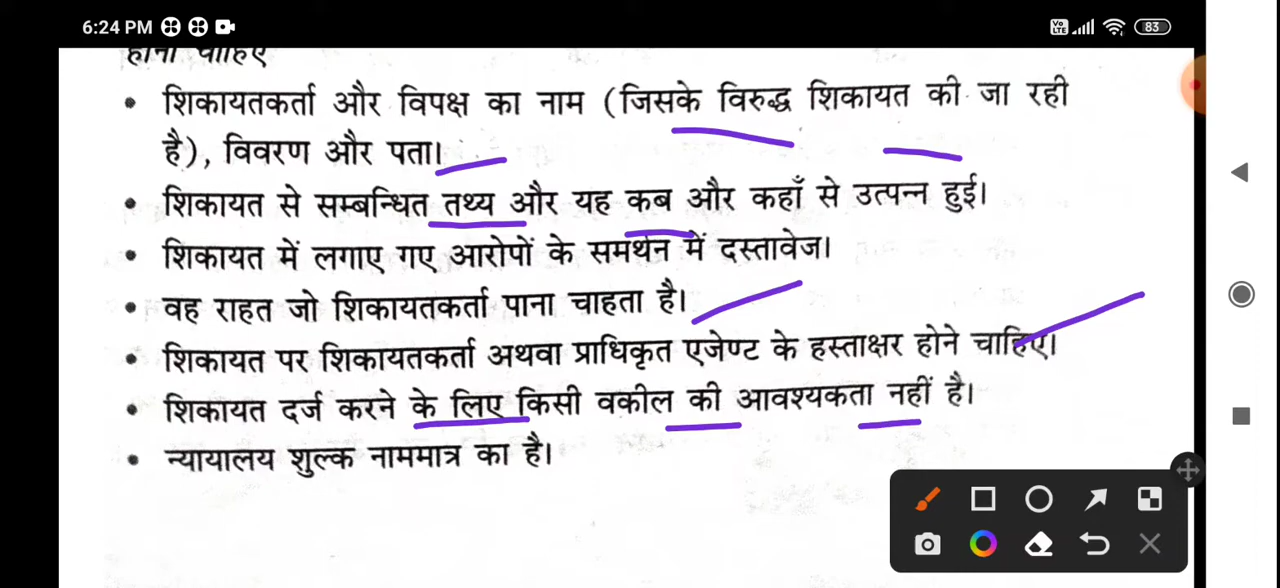 6:24 PM
Vo LTE
83
होना चाहिए
• शिकायतकर्ता और विपक्ष का नाम (जिसके विरुद्ध शिकायत की जा रही
है), विवरण और पता।
• शिकायत से सम्बन्धित तथ्य और यह कब और कहाँ से उत्पन्न हुई।
• शिकायत में लगाए गए आरोपों के समर्थन में दस्तावेज।
• वह राहत जो शिकायतकर्ता पाना चाहता है।
• शिकायत पर शिकायतकर्ता अथवा प्राधिकृत एजेण्ट के हस्ताक्षर होने चाहिए।
• शिकायत दर्ज करने के लिए किसी वकील की आवश्यकता नहीं है।
• न्यायालय शुल्क नाममात्र का है।